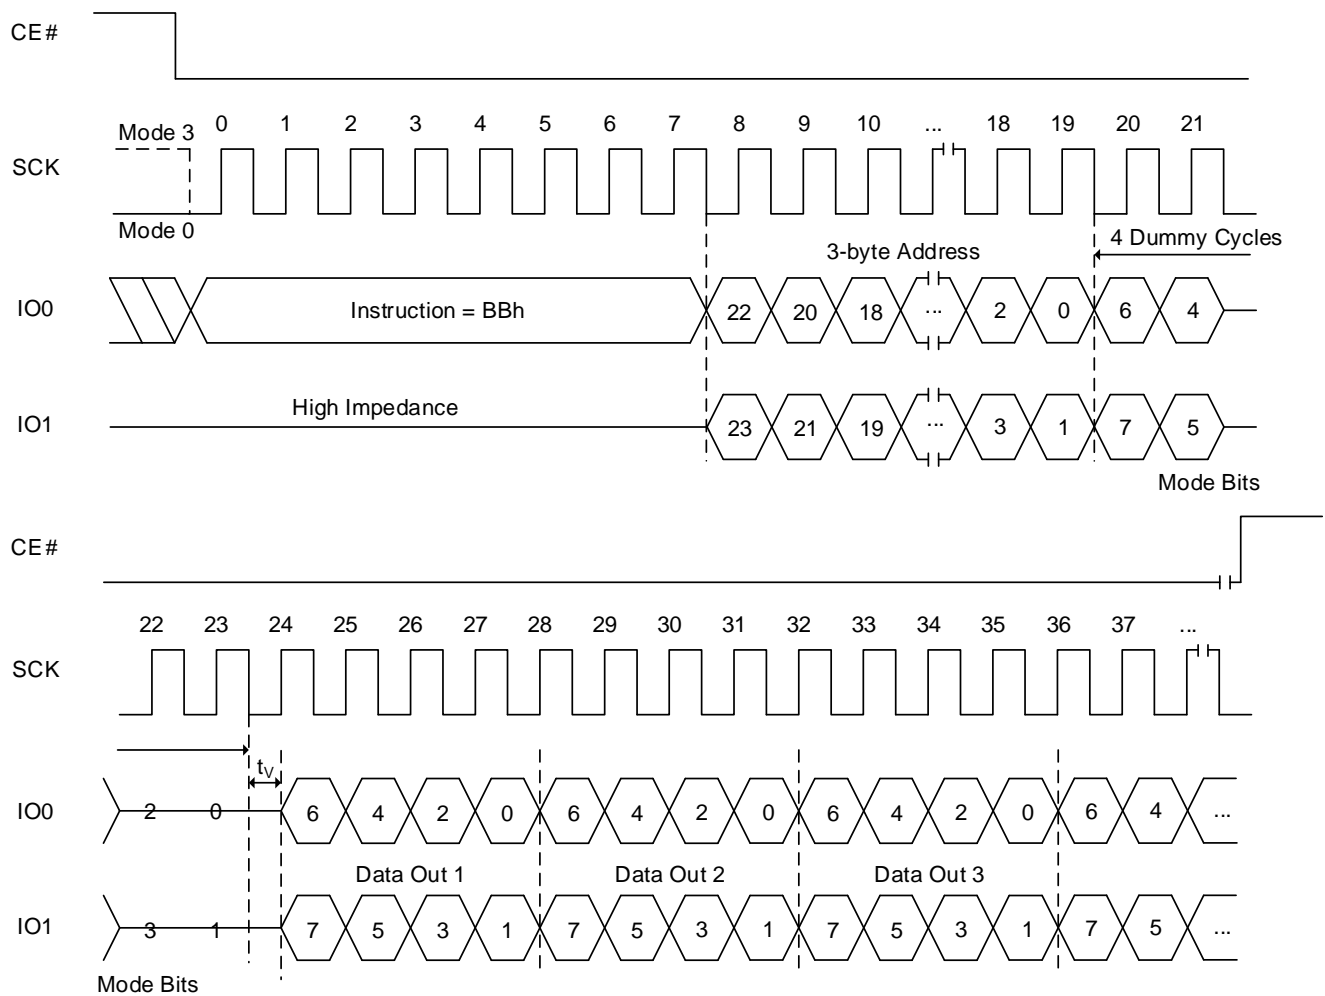 CE#
Mode 3 0 1 2 3 4 5 6 7 8 9 10 ... 18 19 20 21
SCK
Mode 0
3-byte Address 4 Dummy Cycles
IO0 Instruction = BBh 22 20 18 ... 2 0 6 4
High Impedance
IO1 23 21 19 ... 3 1 7 5
Mode Bits
CE#
22 23 24 25 26 27 28 29 30 31 32 33 34 35 36 37 ...
SCK
tV
IO0 2 0 6 4 2 0 6 4 2 0 6 4 2 0 6 4 ...
Data Out 1 Data Out 2 Data Out 3
IO1 3 1 7 5 3 1 7 5 3 1 7 5 3 1 7 5 ...
Mode Bits